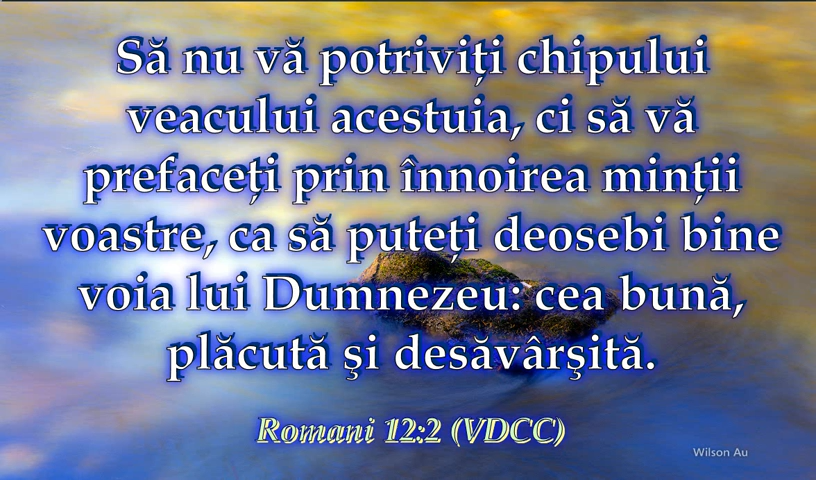 Să nu vă potriviți chipului
veacului acestuia, ci să vă
prefaceți prin înnoirea minții
voastre, ca să puteți deosebi bine
voia lui Dumnezeu: cea bună,
plăcută şi desăvârşită.
Romani 12:2 (VDCC)
Wilson Au